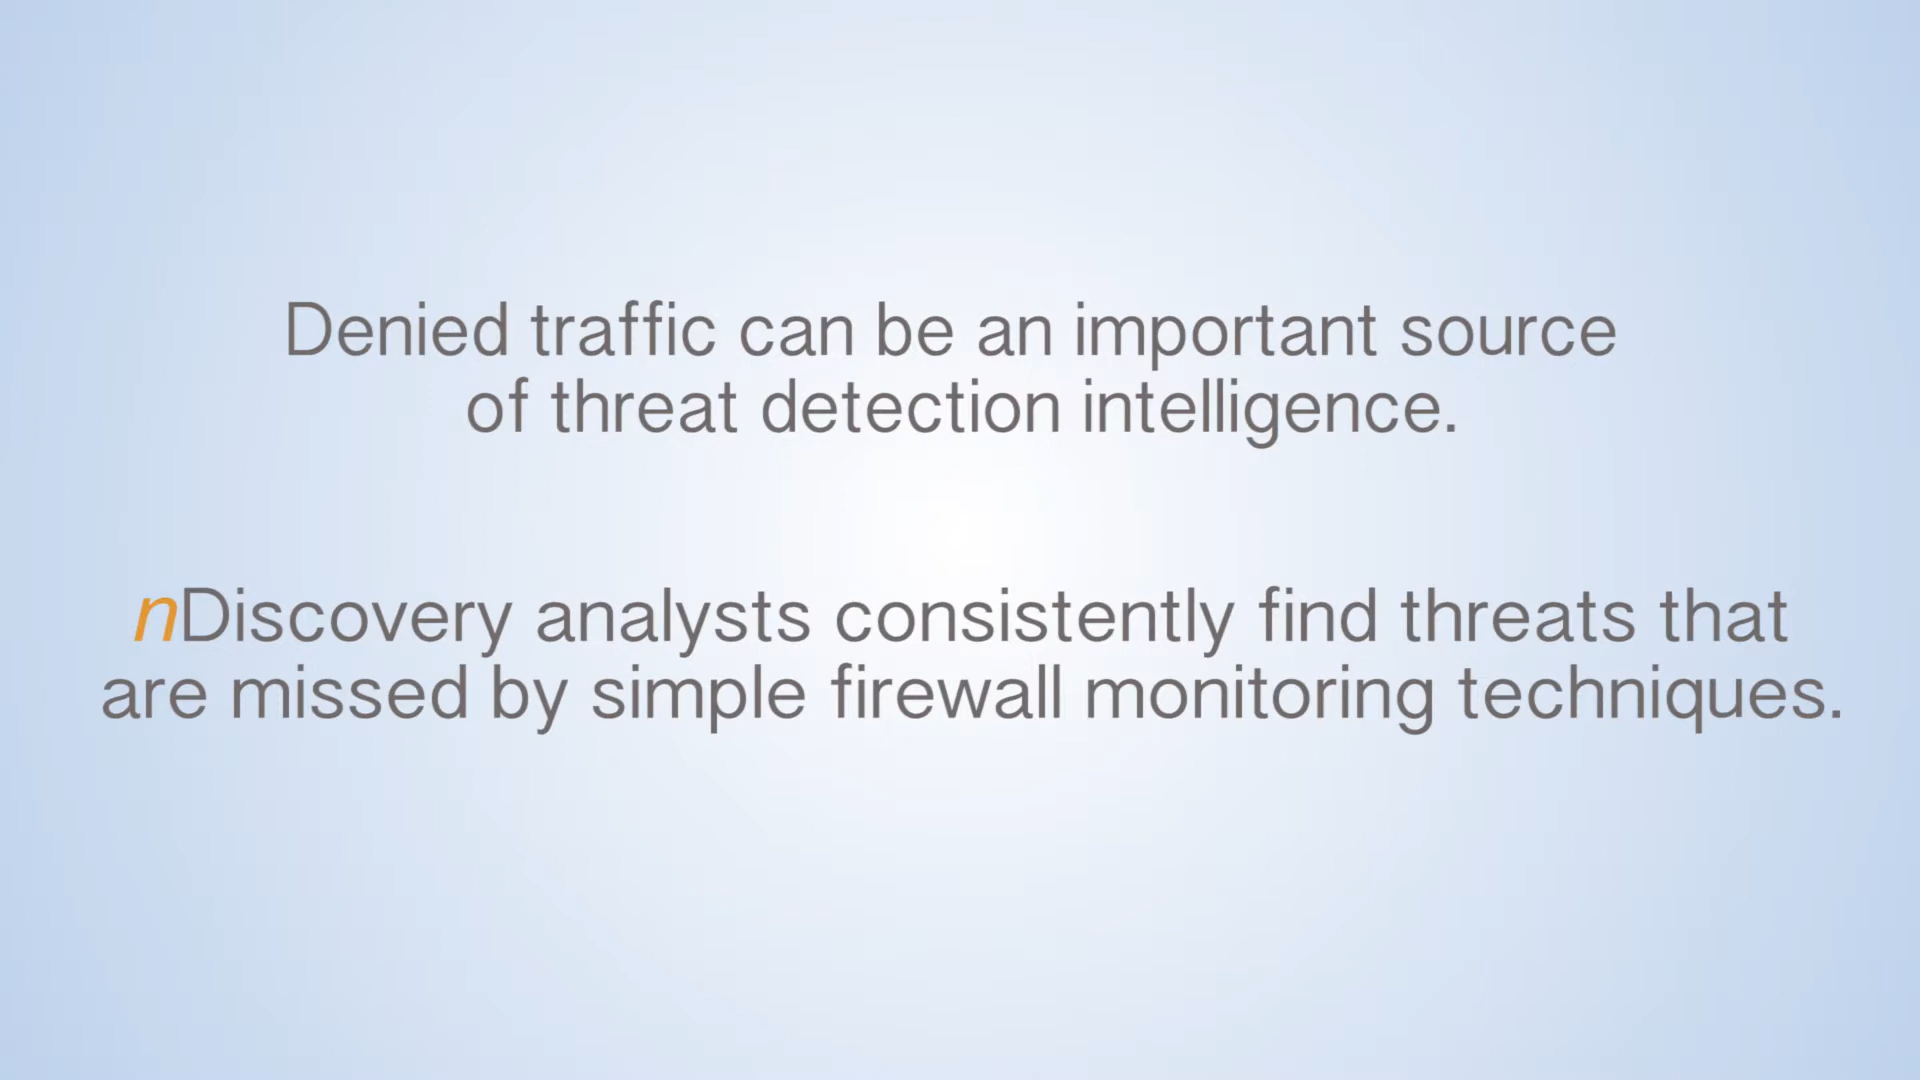 Denied traffic can be an important source
of threat detection intelligence.
nDiscovery analysts consistently find threats that
are missed by simple firewall monitoring techniques.